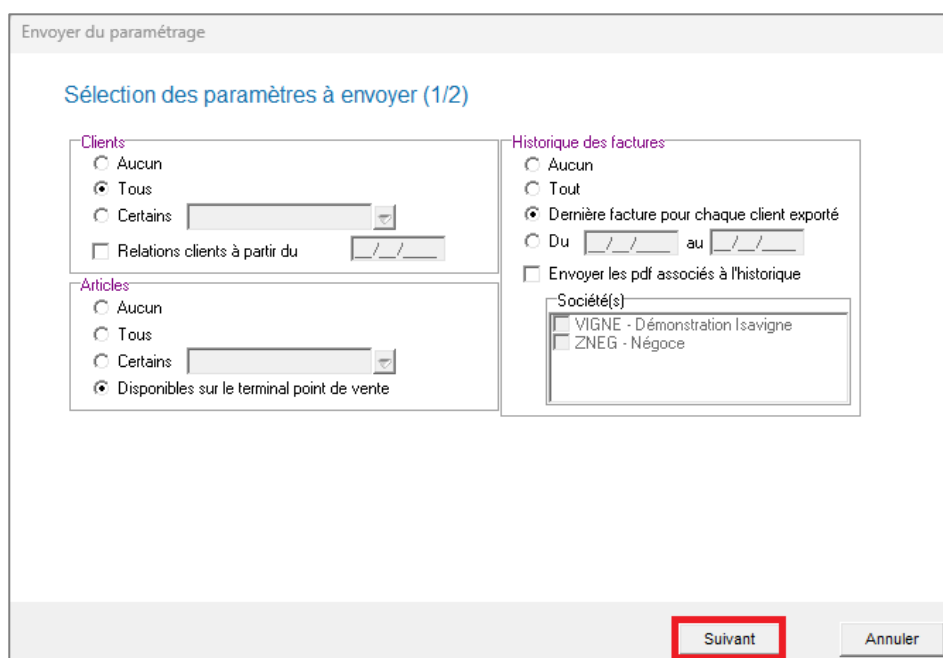 Envoyer du paramétrage
Sélection des paramètres à envoyer (1/2)
Clients
Aucun
Tous
Certains
Relations clients à partir du __/__/____
Articles
Aucun
Tous
Certains
Disponibles sur le terminal point de vente
Historique des factures
Aucun
Tout
Dernière facture pour chaque client exporté
Du __/__/____ au __/__/____
Envoyer les pdf associés à l'historique
Société(s)
VIGNE - Démonstration Isavigne
ZNEG - Négoce
Suivant
Annuler